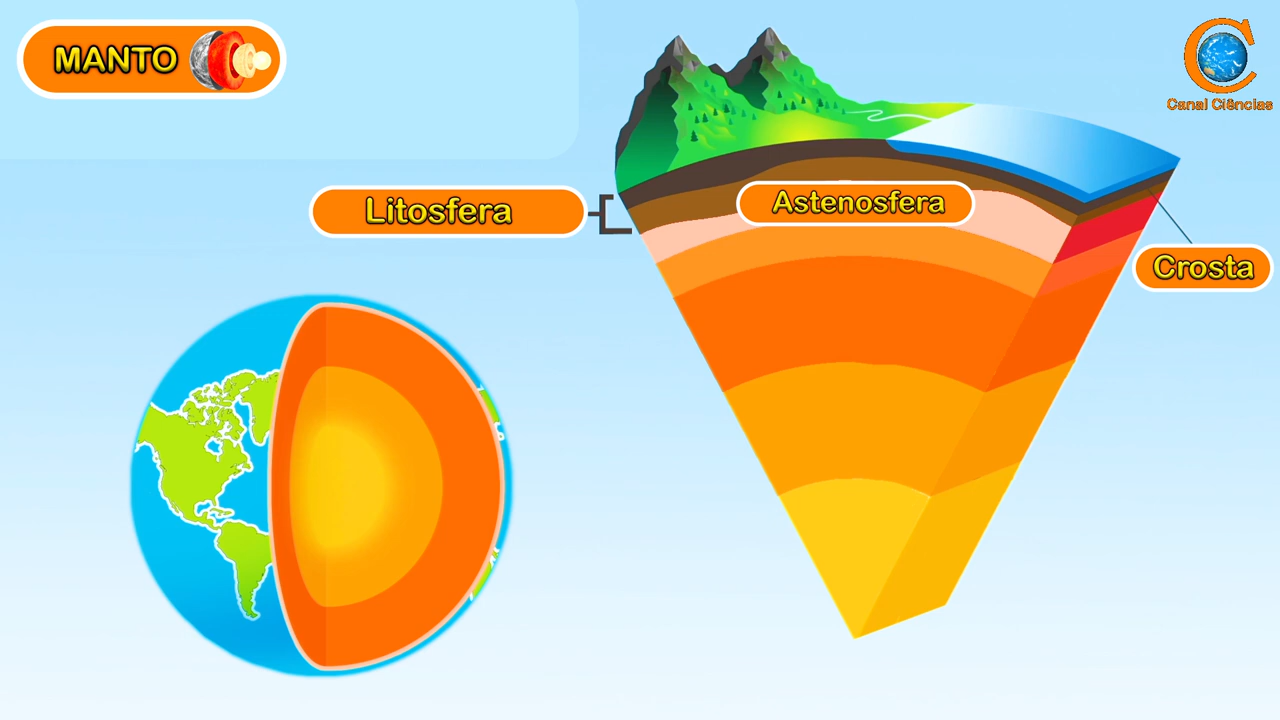 MANTO
Canal Ciências
Litosfera
Astenosfera
Crosta